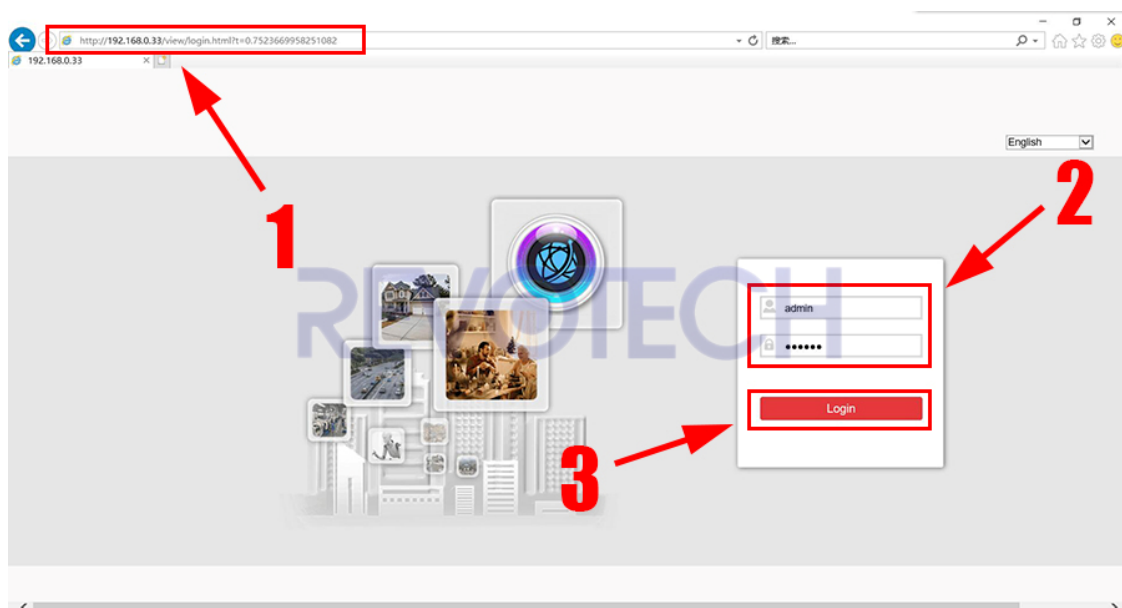 http://192.168.0.33/view/login.html?t=0.7523669958251082
搜索...
192.168.0.33
English
1
2
REVOTECH
admin
••••••
Login
3